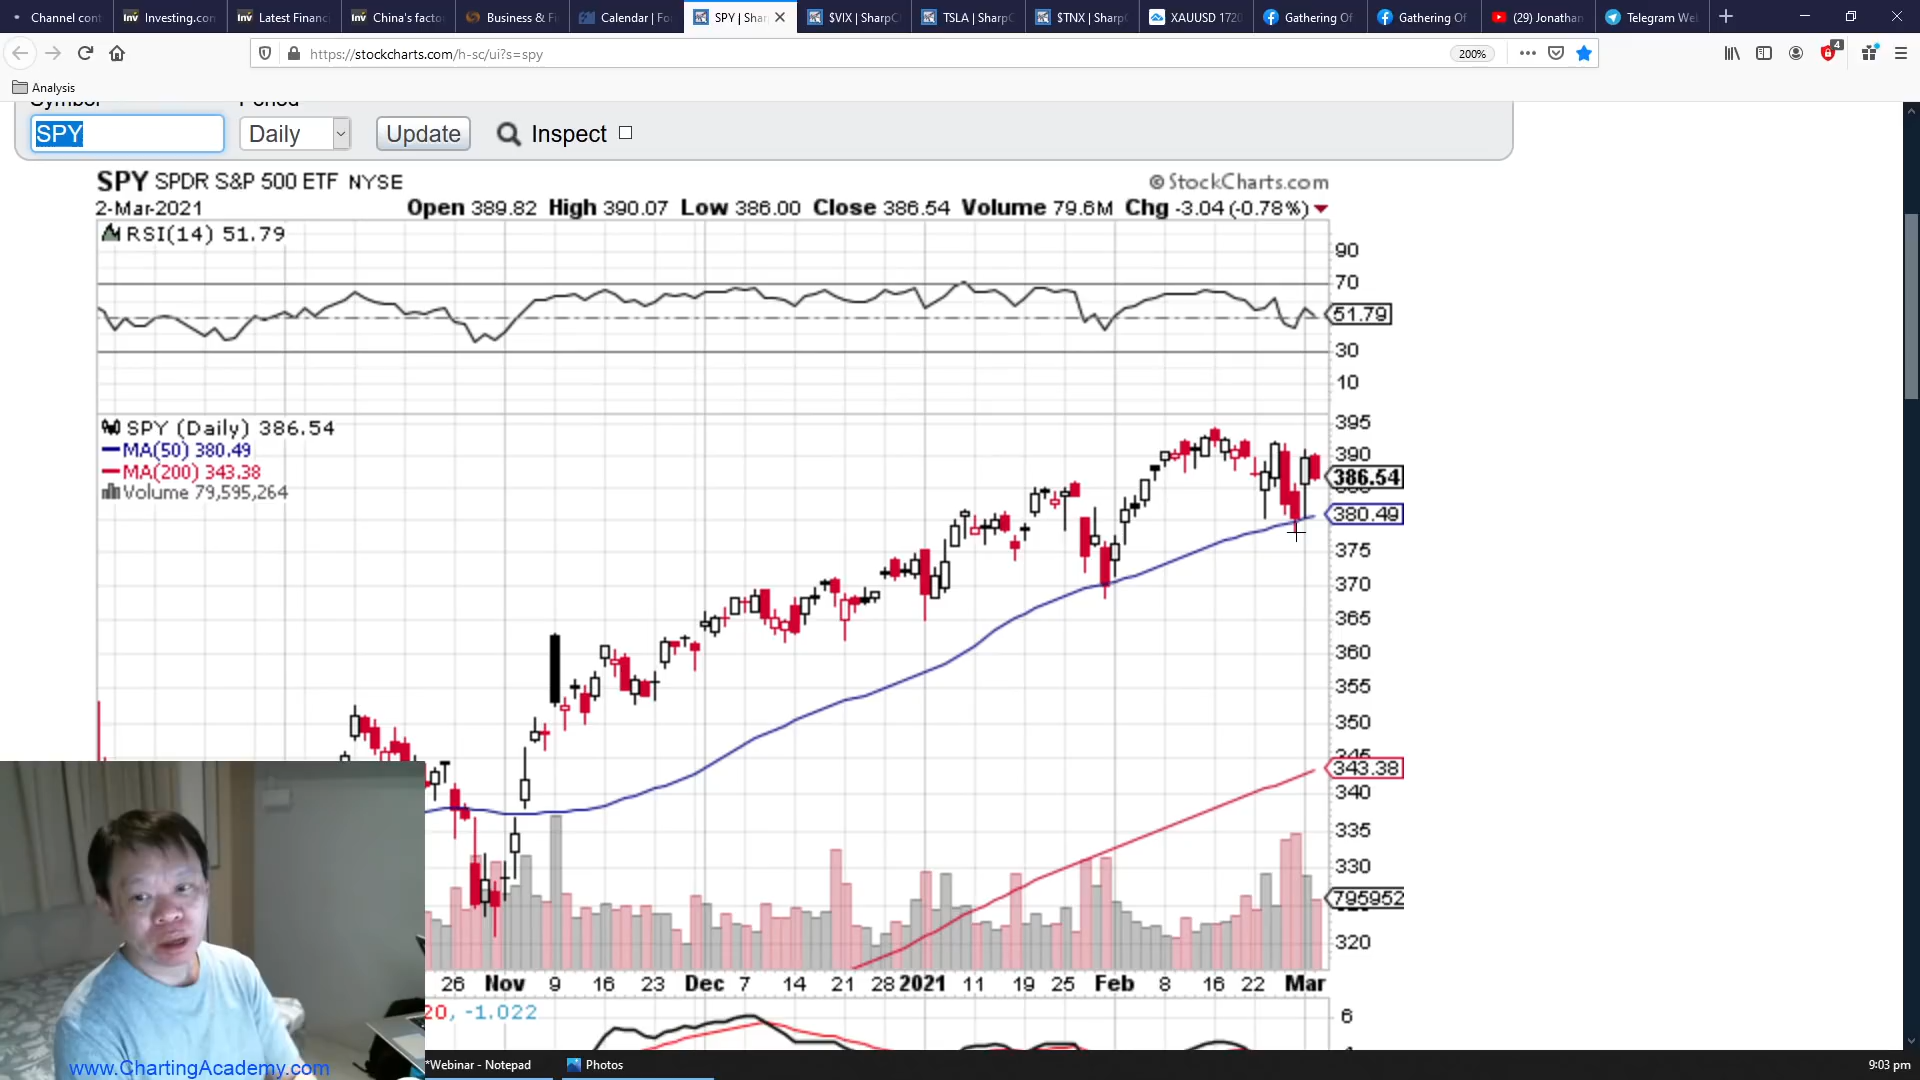 Channel cont
Investing.con
Latest Financ
China's facto
Business & Fi
Calendar | Fo
SPY | Shar
$VIX | SharpC
TSLA | SharpC
$TNX | SharpC
XAUUSD 1720
Gathering Of
Gathering Of
(29) Jonathan
Telegram We
https://stockcharts.com/h-sc/ui?s=spy
200%
4
Analysis
Symbol Period
SPY Daily Update Inspect
SPY SPDR S&P 500 ETF NYSE © StockCharts.com
2-Mar-2021 Open 389.82 High 390.07 Low 386.00 Close 386.54 Volume 79.6M Chg -3.04 (-0.78%)
RSI(14) 51.79
90
70
51.79
30
10
SPY (Daily) 386.54
MA(50) 380.49
MA(200) 343.38
Volume 79,595,264
395
390
386.54
380.49
375
370
365
360
355
350
345
343.38
340
335
330
795952
320
26 Nov 9 16 23 Dec 7 14 21 28 2021 11 19 25 Feb 8 16 22 Mar
20, -1.022
6
www.ChartingAcademy.com
*Webinar - Notepad
Photos
9:03 pm